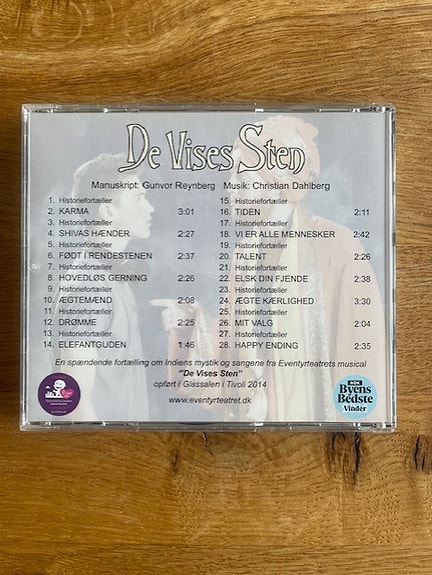 De Vises Sten
Manuskript: Gunvor Reynberg Musik: Christian Dahlberg
1. Historiefortæller
2. KARMA 3:01
3. Historiefortæller
4. SHIVAS HÆNDER 2:27
5. Historiefortæller
6. FØDT I RENDESTENEN 2:37
7. Historiefortæller
8. HOVEDLØS GERNING 2:26
9. Historiefortæller
10. ÆGTEMÆND 2:08
11. Historiefortæller
12. DRØMME 2:25
13. Historiefortæller
14. ELEFANTGUDEN 1:46
15. Historiefortæller
16. TIDEN 2:11
17. Historiefortæller
18. VI ER ALLE MENNESKER 2:42
19. Historiefortæller
20. TALENT 2:26
21. Historiefortæller
22. ELSK DIN FJENDE 2:38
23. Historiefortæller
24. ÆGTE KÆRLIGHED 3:30
25. Historiefortæller
26. MIT VALG 2:04
27. Historiefortæller
28. HAPPY ENDING 2:35
En spændende fortælling om Indiens mystik og sangene fra Eventyrteatrets musical
"De Vises Sten"
opført i Glassalen i Tivoli 2014
www.eventyrteatret.dk
AOK
Byens
Bedste
Vinder